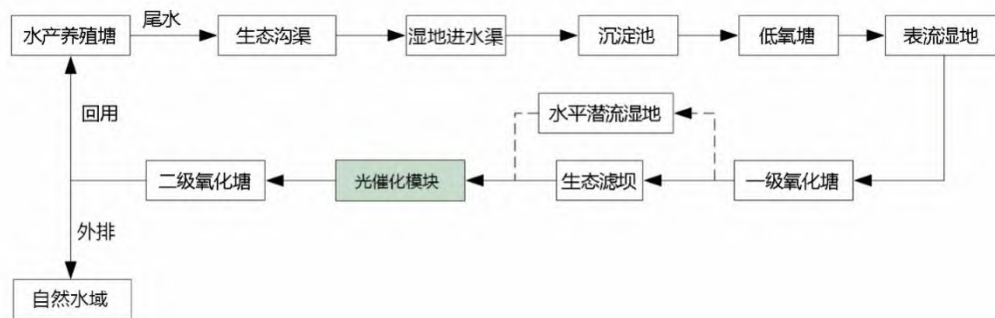 水产养殖塘
尾水
生态沟渠
湿地进水渠
沉淀池
低氧塘
表流湿地
水平潜流湿地
回用
二级氧化塘
光催化模块
生态滤坝
一级氧化塘
外排
自然水域